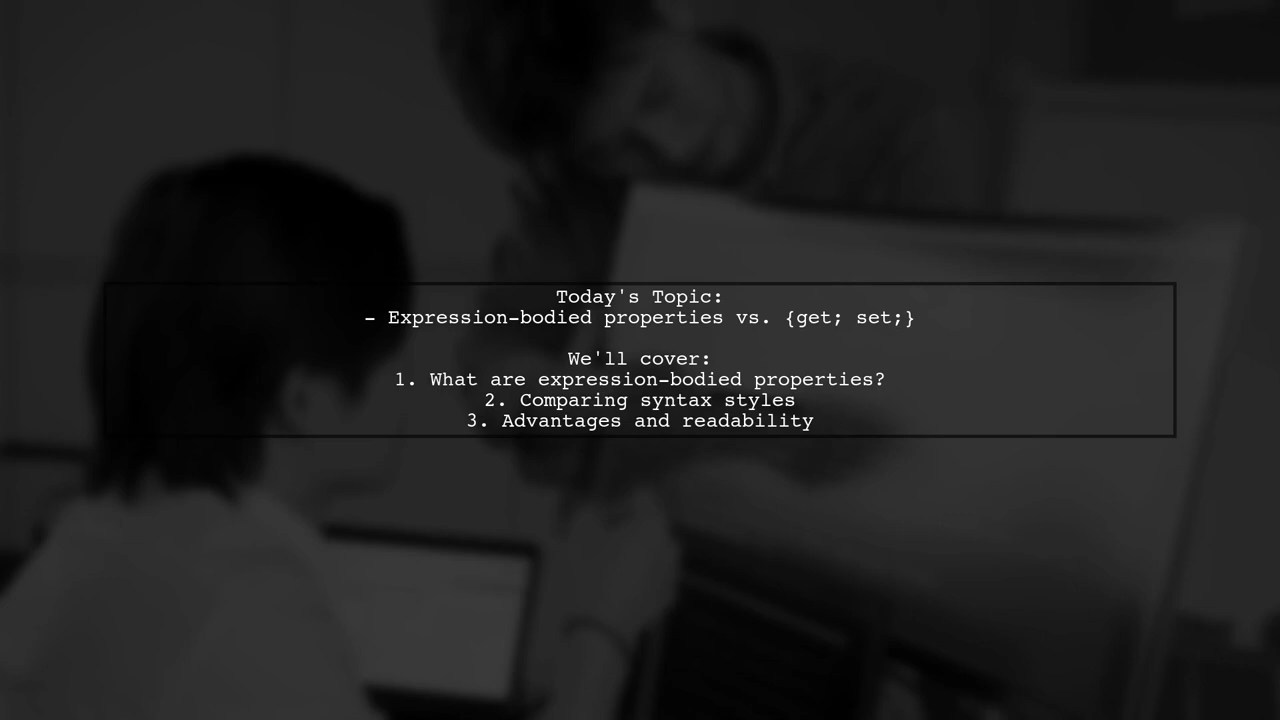 Today's Topic:
- Expression-bodied properties vs. {get; set;}
We'll cover:
1. What are expression-bodied properties?
2. Comparing syntax styles
3. Advantages and readability